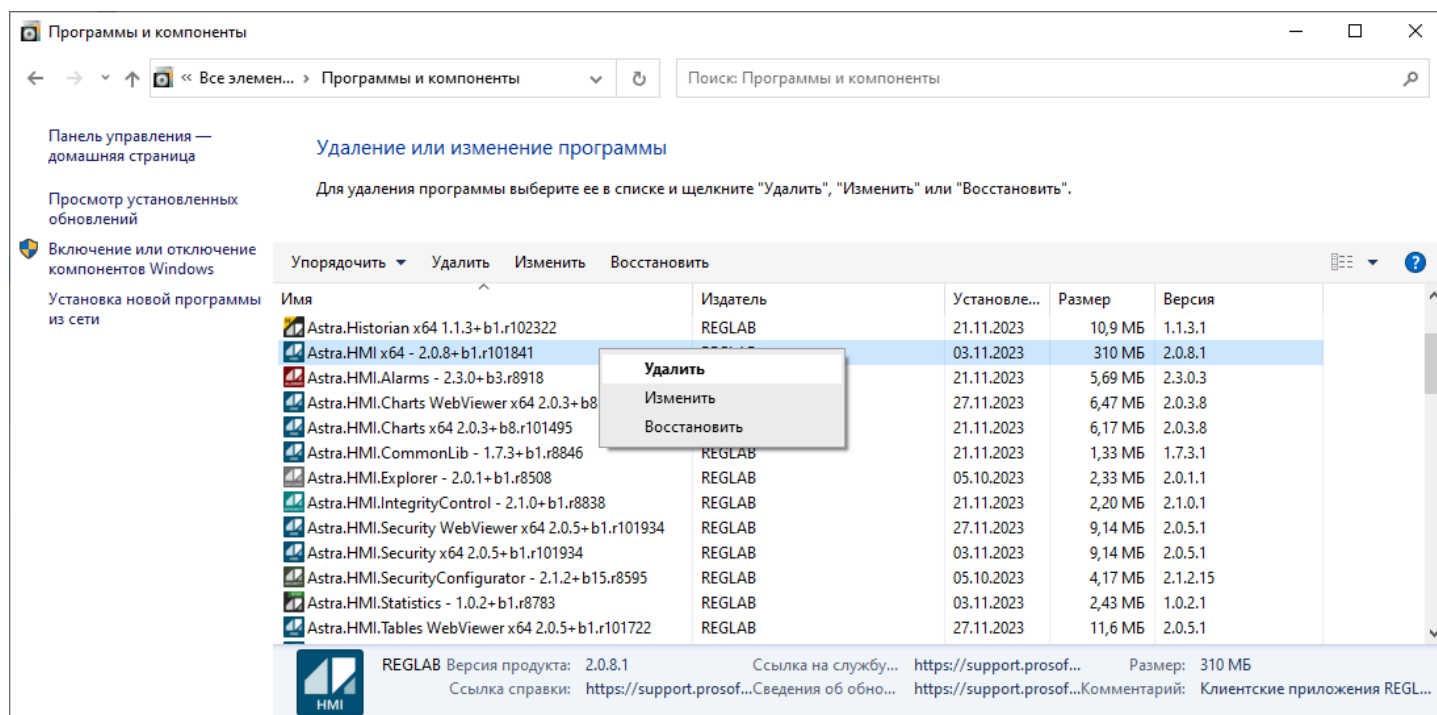 Программы и компоненты
« Все элемен... › Программы и компоненты
Поиск: Программы и компоненты
Панель управления —
домашняя страница
Просмотр установленных
обновлений
Включение или отключение
компонентов Windows
Установка новой программы
из сети
Удаление или изменение программы
Для удаления программы выберите ее в списке и щелкните "Удалить", "Изменить" или "Восстановить".
Упорядочить Удалить Изменить Восстановить ?
Имя Издатель Установле... Размер Версия
Astra.Historian x64 1.1.3+b1.r102322 REGLAB 21.11.2023 10,9 МБ 1.1.3.1
Astra.HMI x64 - 2.0.8+b1.r101841 03.11.2023 310 МБ 2.0.8.1
Astra.HMI.Alarms - 2.3.0+b3.r8918 21.11.2023 5,69 МБ 2.3.0.3
Astra.HMI.Charts WebViewer x64 2.0.3+b8 27.11.2023 6,47 МБ 2.0.3.8
Astra.HMI.Charts x64 2.0.3+b8.r101495 21.11.2023 6,17 МБ 2.0.3.8
Astra.HMI.CommonLib - 1.7.3+b1.r8846 REGLAB 21.11.2023 1,33 МБ 1.7.3.1
Astra.HMI.Explorer - 2.0.1+b1.r8508 REGLAB 05.10.2023 2,33 МБ 2.0.1.1
Astra.HMI.IntegrityControl - 2.1.0+b1.r8838 REGLAB 21.11.2023 2,20 МБ 2.1.0.1
Astra.HMI.Security WebViewer x64 2.0.5+b1.r101934 REGLAB 27.11.2023 9,14 МБ 2.0.5.1
Astra.HMI.Security x64 2.0.5+b1.r101934 REGLAB 03.11.2023 9,14 МБ 2.0.5.1
Astra.HMI.SecurityConfigurator - 2.1.2+b15.r8595 REGLAB 05.10.2023 4,17 МБ 2.1.2.15
Astra.HMI.Statistics - 1.0.2+b1.r8783 REGLAB 03.11.2023 2,43 МБ 1.0.2.1
Astra.HMI.Tables WebViewer x64 2.0.5+b1.r101722 REGLAB 27.11.2023 11,6 МБ 2.0.5.1
Удалить
Изменить
Восстановить
REGLAB Версия продукта: 2.0.8.1 Ссылка на службу... https://support.prosof... Размер: 310 МБ
Ссылка справки: https://support.prosof... Сведения об обно... https://support.prosof... Комментарий: Клиентские приложения REGL...
HMI